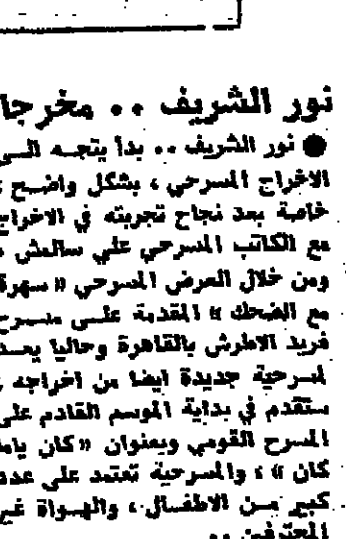 نور الشريف .. مخرجا
● نور الشريف .. بدأ يتجه الى
الاخراج المسرحي ، بشكل واضح ،
خاصة بعد نجاح تجربته في الاخراج
مع الكاتب المسرحي علي سالمش
ومن خلال العرض المسرحي « سهرة
مع الضحك » المقدمة على مسرح
فريد الاطرش بالقاهرة وحاليا يعد
لمسرحية جديدة ايضا من اخراجه ،
ستقدم في بداية الموسم القادم على
المسرح القومي وبعنوان « كان ياما
كان » ، والمسرحية تعتمد على عدد
كبير من الاطفال ، والهواة غير
المحترفين ..